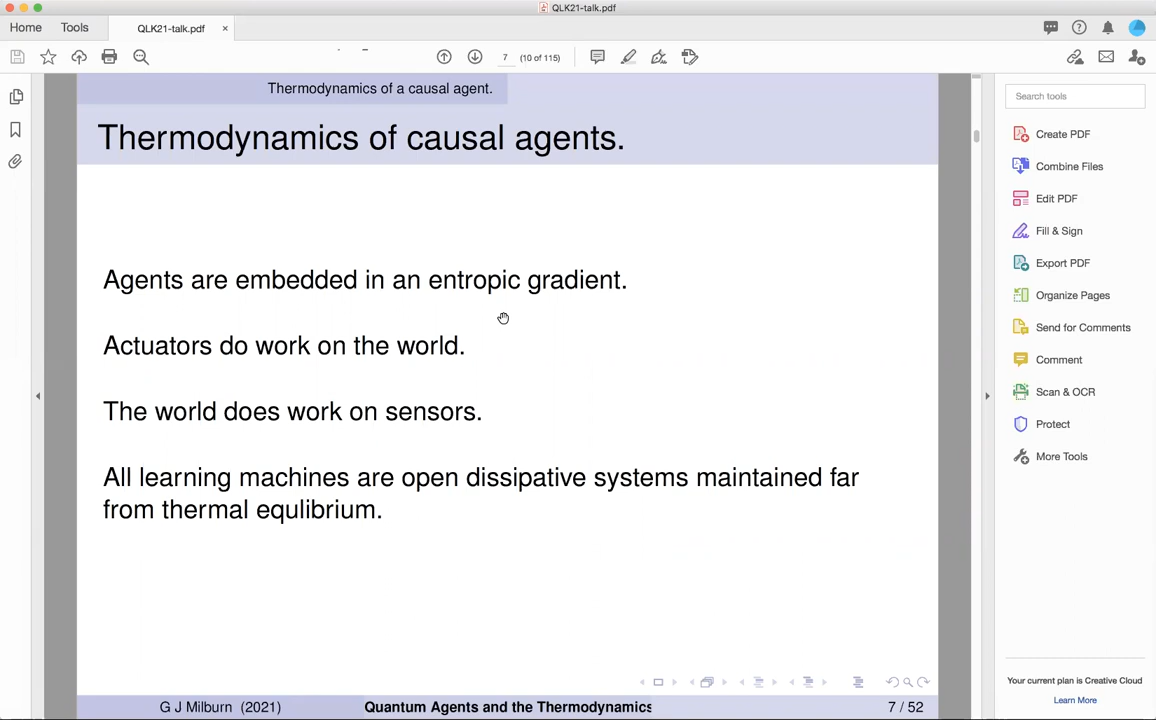 QLK21-talk.pdf
Home
Tools
QLK21-talk.pdf ×
7 (10 of 115)
Thermodynamics of a causal agent.
Thermodynamics of causal agents.
Agents are embedded in an entropic gradient.
Actuators do work on the world.
The world does work on sensors.
All learning machines are open dissipative systems maintained far
from thermal equlibrium.
G J Milburn (2021)
Quantum Agents and the Thermodynamics
7 / 52
Search tools
Create PDF
Combine Files
Edit PDF
Fill & Sign
Export PDF
Organize Pages
Send for Comments
Comment
Scan & OCR
Protect
More Tools
Your current plan is Creative Cloud
Learn More